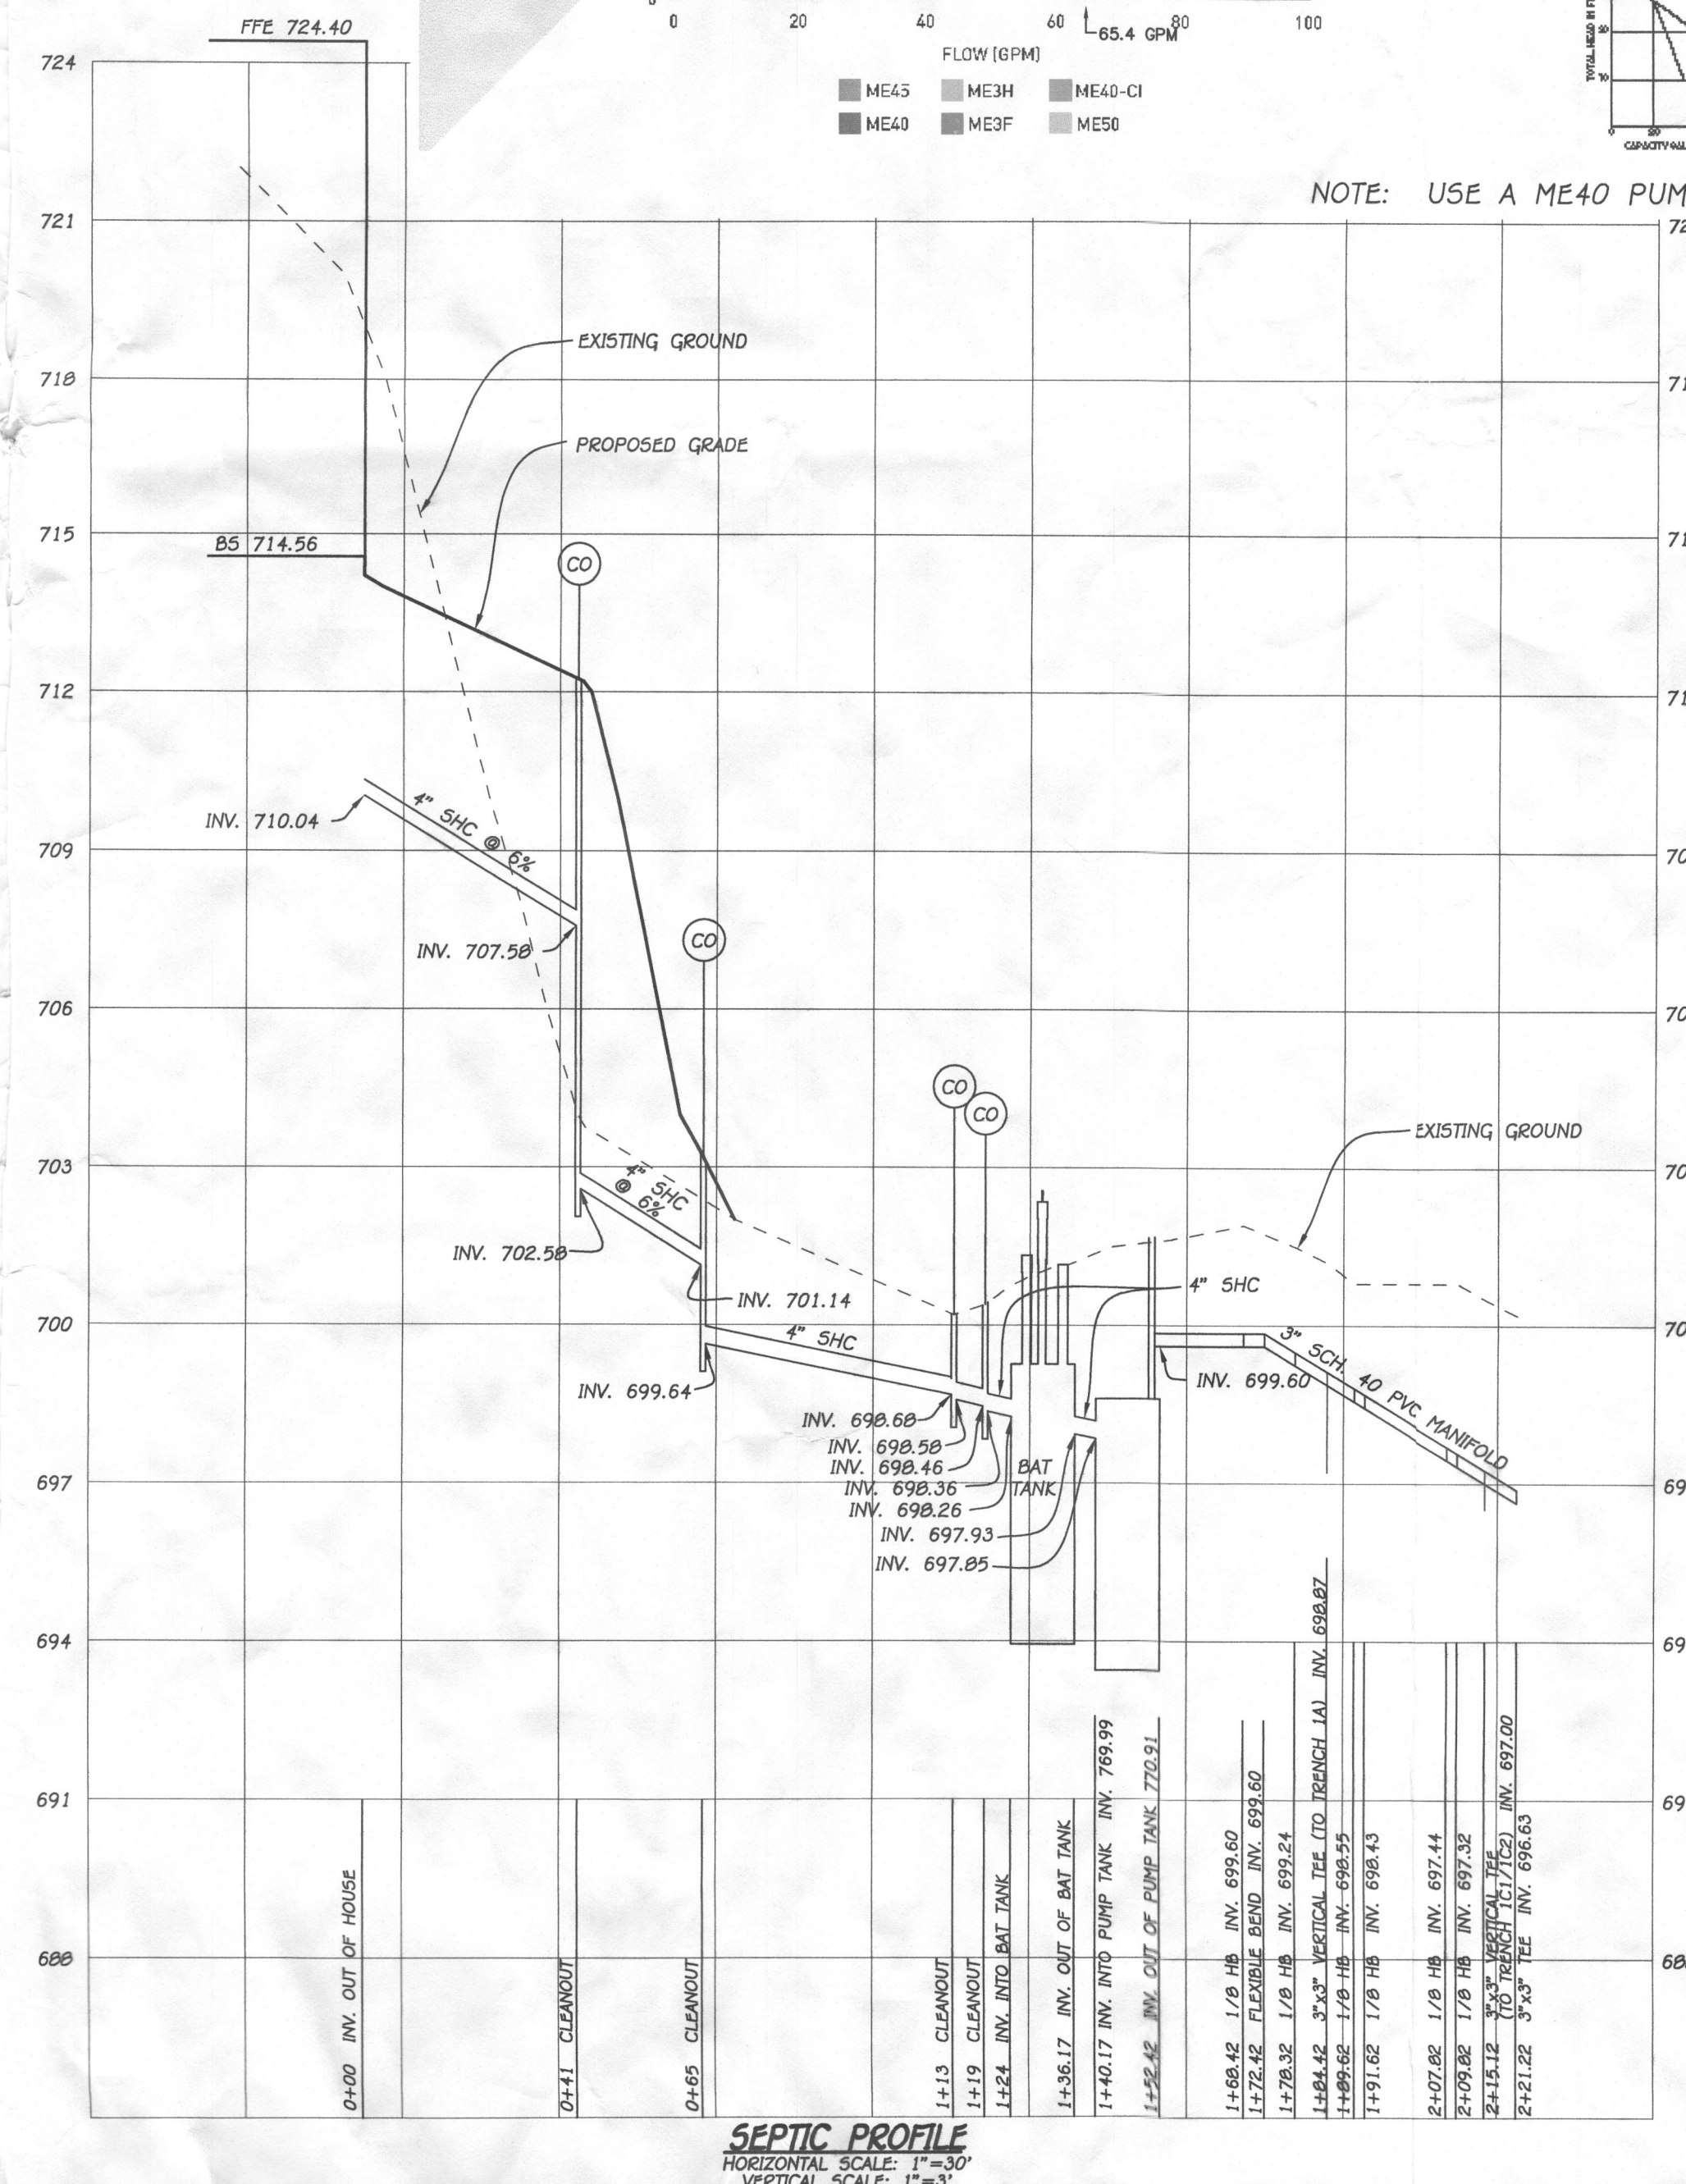 FFE 724.40
0 20 40 60 80 100
65.4 GPM
FLOW (GPM)
ME45 ME3H ME40-CI
ME40 ME3F ME50
TOTAL HEAD IN
10
0 20
NOTE: USE A ME40
724
721
718
715
712
709
706
703
700
697
694
691
688
EXISTING GROUND
PROPOSED GRADE
BS 714.56
CO
4" SHC @ 6%
INV. 710.04
INV. 707.58
CO
CO
CO
EXISTING GROUND
4" SHC
@ 6%
INV. 702.58
INV. 701.14
4" SHC
4" SHC
INV. 699.64
INV. 699.60
3" SCH. 40 PVC MANIFOLD
INV. 698.68
INV. 698.58
INV. 698.46
INV. 698.36
INV. 698.26
BAT
TANK
INV. 697.93
INV. 697.85
0+00 INV. OUT OF HOUSE
0+41 CLEANOUT
0+65 CLEANOUT
1+13 CLEANOUT
1+19 CLEANOUT
1+24 INV. INTO BAT TANK
1+36.17 INV. OUT OF BAT TANK
1+40.17 INV. INTO PUMP TANK INV. 769.99
1+52.42 INV. OUT OF PUMP TANK 770.91
1+68.42 1/8 HB INV. 699.60
1+72.42 FLEXIBLE BEND INV. 699.60
1+78.32 1/8 HB INV. 699.24
1+84.42 3"x3" VERTICAL TEE (TO TRENCH 1A) INV. 698.87
1+89.62 1/8 HB INV. 698.55
1+91.62 1/8 HB INV. 698.43
2+07.82 1/8 HB INV. 697.44
2+09.82 1/8 HB INV. 697.32
2+15.12 3"x3" VERTICAL TEE
(TO TRENCH 1C1/1C2) INV. 697.00
2+21.22 3"x3" TEE INV. 696.63
SEPTIC PROFILE
HORIZONTAL SCALE: 1"=30'
VERTICAL SCALE: 1"=3'